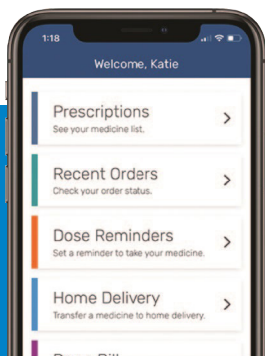 1:18
Welcome, Katie
Prescriptions
See your medicine list.
Recent Orders
Check your order status.
Dose Reminders
Set a reminder to take your medicine.
Home Delivery
Transfer a medicine to home delivery.